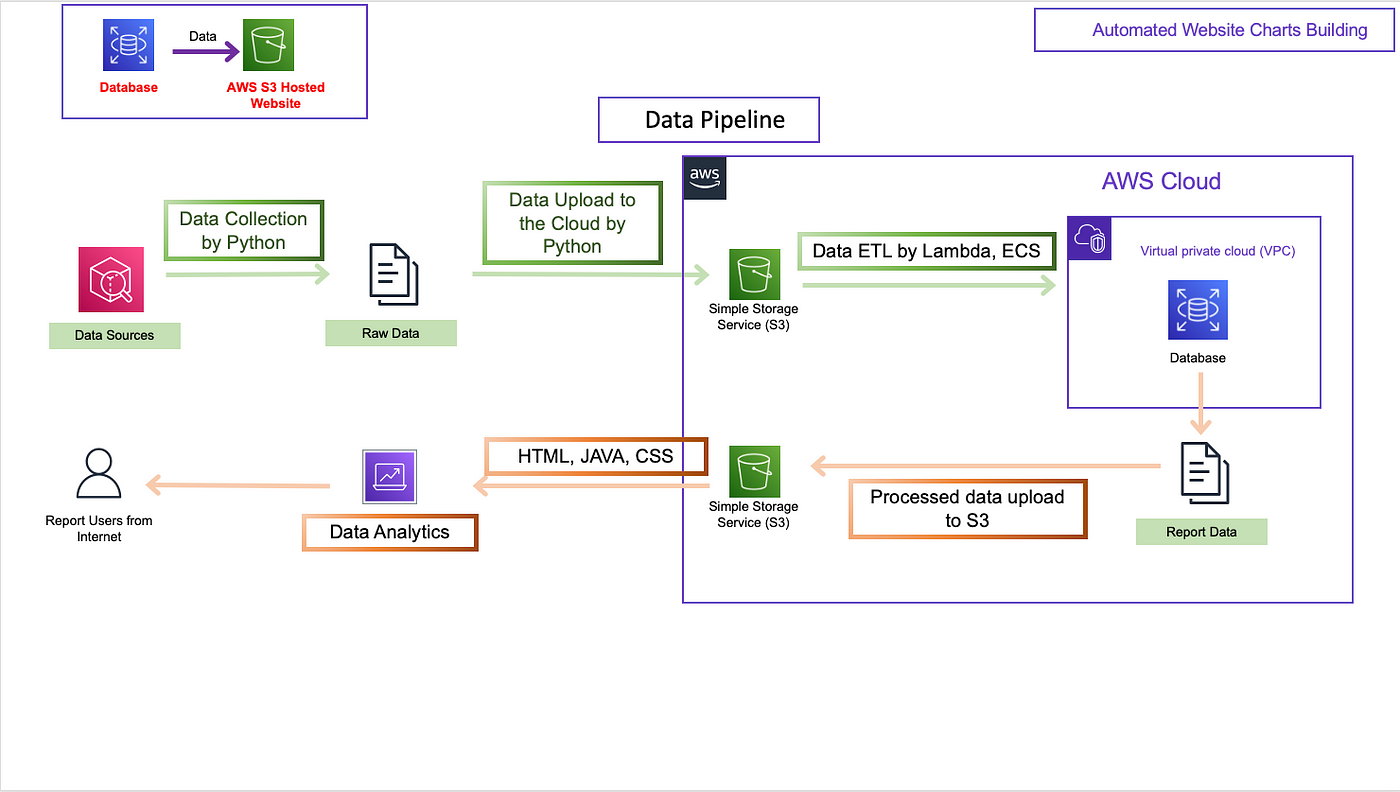 Data
Database
AWS S3 Hosted
Website
Automated Website Charts Building
Data Pipeline
aws
AWS Cloud
Data Collection
by Python
Data Upload to
the Cloud by
Python
Data ETL by Lambda, ECS
Virtual private cloud (VPC)
Data Sources
Raw Data
Simple Storage
Service (S3)
Database
HTML, JAVA, CSS
Processed data upload
to S3
Report Users from
Internet
Data Analytics
Simple Storage
Service (S3)
Report Data